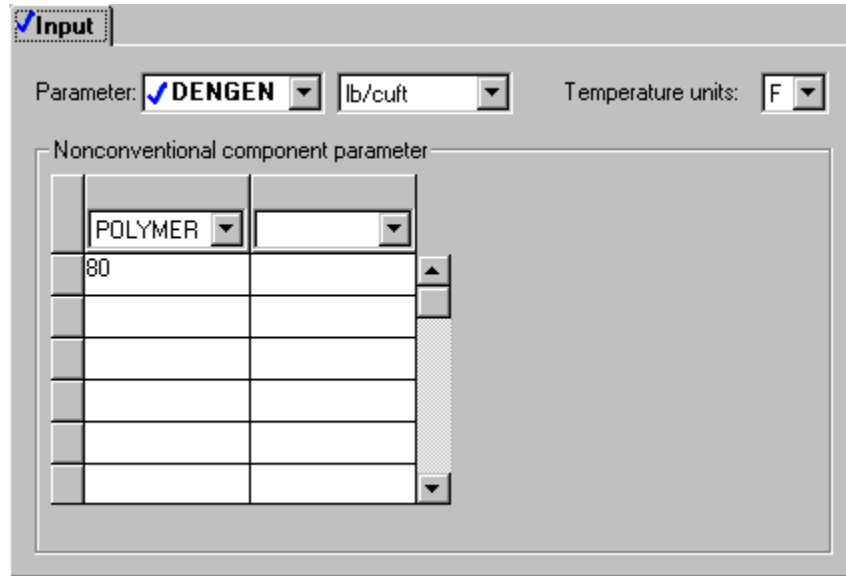 Input
Parameter: DENGEN lb/cuft Temperature units: F
Nonconventional component parameter
POLYMER
80